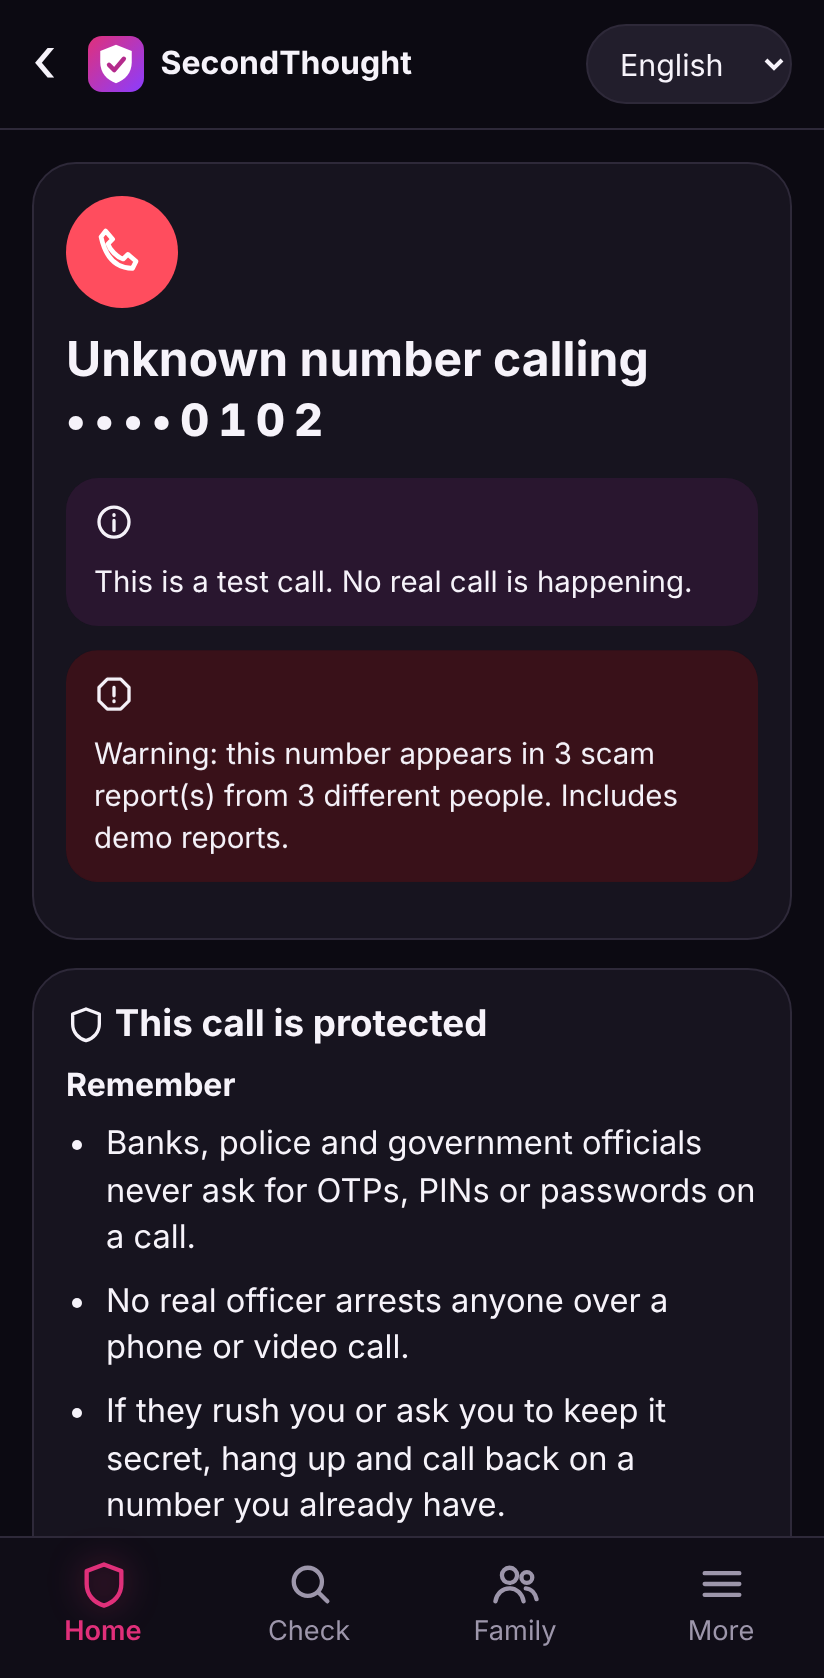 SecondThought
English
Unknown number calling
••••0102
This is a test call. No real call is happening.
Warning: this number appears in 3 scam
report(s) from 3 different people. Includes
demo reports.
This call is protected
Remember
• Banks, police and government officials
never ask for OTPs, PINs or passwords on
a call.
• No real officer arrests anyone over a
phone or video call.
• If they rush you or ask you to keep it
secret, hang up and call back on a
number you already have.
Home
Check
Family
More